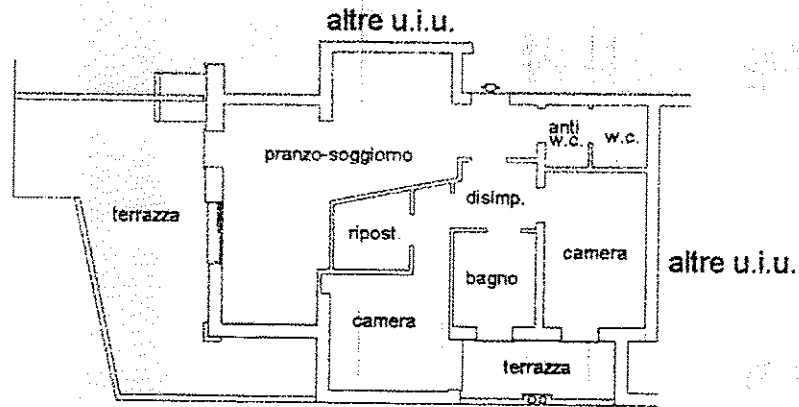 altre u.i.u.
anti
w.c.
w.c.
pranzo-soggiorno
disimp.
terrazza
ripost.
camera
altre u.i.u.
bagno
camera
terrazza